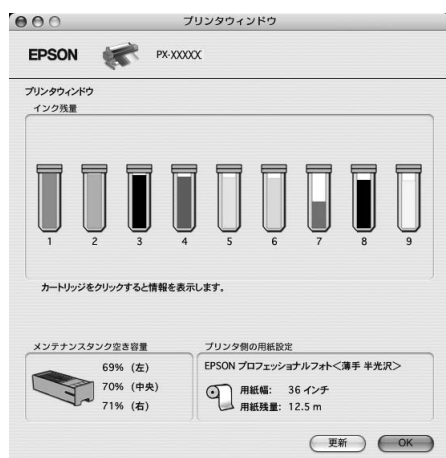 プリンタウィンドウ
EPSON PX-XXXXX
プリンタウィンドウ
インク残量
1 2 3 4 5 6 7 8 9
カートリッジをクリックすると情報を表示します。
メンテナンスタンク空き容量
69% (左)
70% (中央)
71% (右)
プリンタ側の用紙設定
EPSON プロフェッショナルフォト<薄手 半光沢>
用紙幅: 36 インチ
用紙残量: 12.5 m
更新 OK